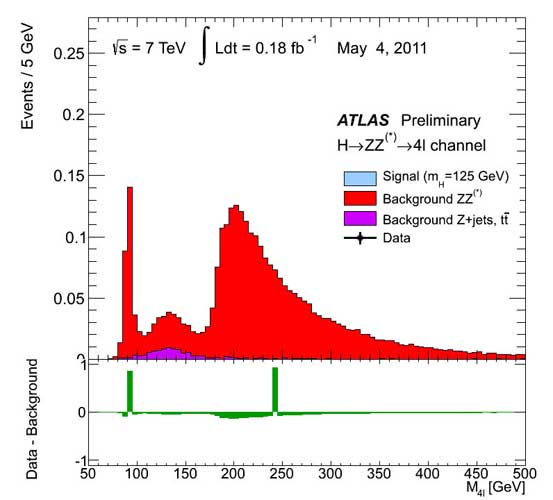 √s = 7 TeV ∫ Ldt = 0.18 fb⁻¹ May 4, 2011
ATLAS Preliminary
H→ZZ(*)→4l channel
Signal (mH=125 GeV)
Background ZZ(*)
Background Z+jets, tt̄
Data
Events / 5 GeV
0.25
0.2
0.15
0.1
0.05
0
Data - Background
1
0
-1
50 100 150 200 250 300 350 400 450 500
M4l [GeV]